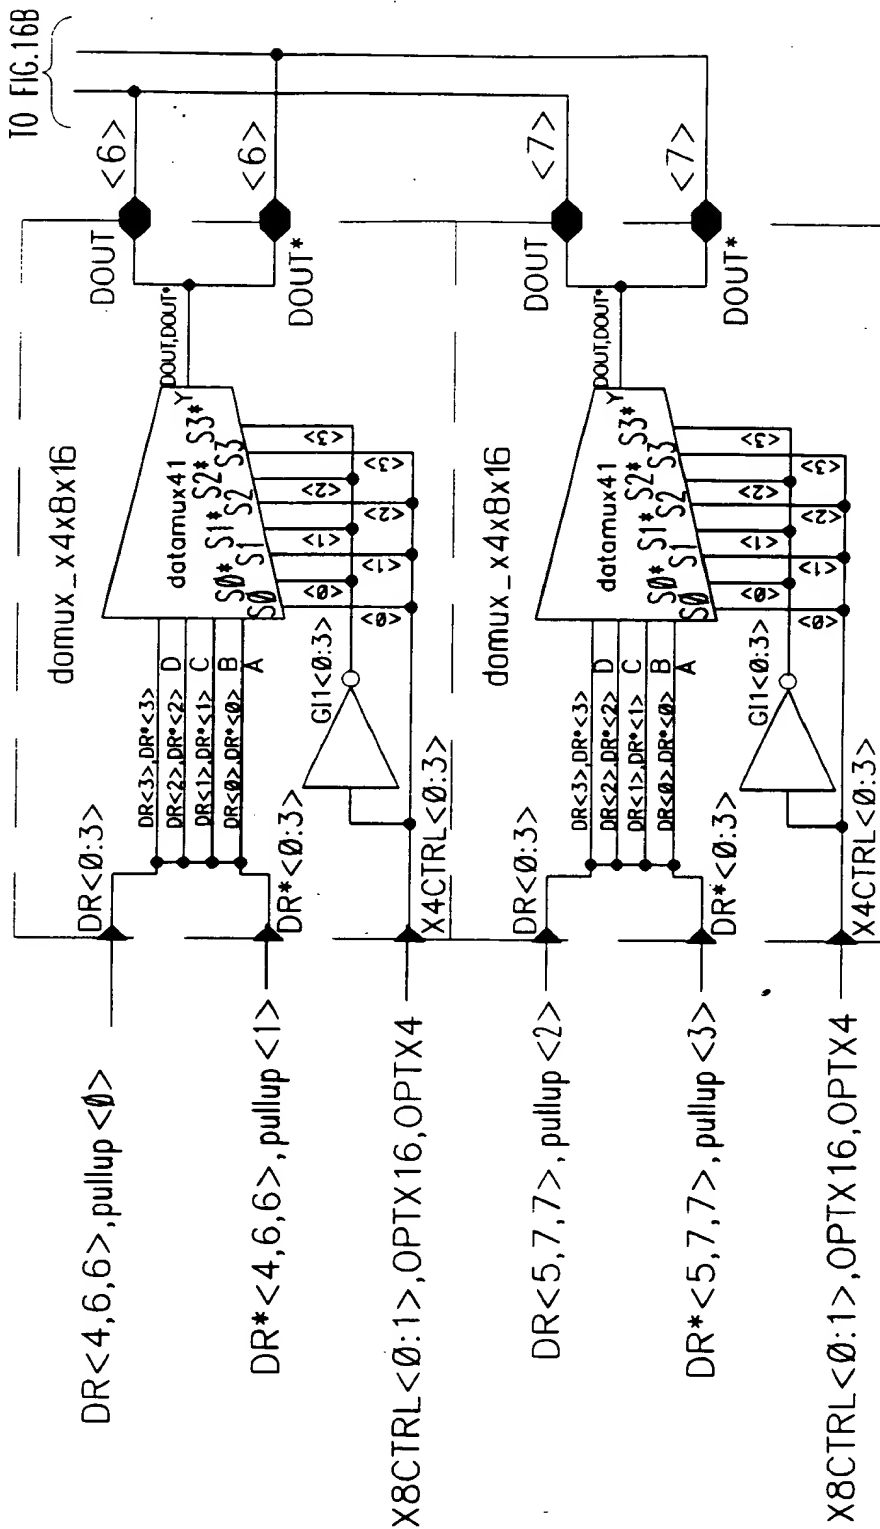 TO FIG.16B
<6>
<6>
<7>
<7>
DOUT
DOUT*
DOUT
DOUT*
domux_x4x8x16
DOUT,DOUT*
Y
datamux41
S0
S0*
S1
S1*
S2
S2*
S3
S3*
<0>
<0>
<1>
<1>
<2>
<2>
<3>
<3>
D
C
B
A
DR<3>,DR*<3>
DR<2>,DR*<2>
DR<1>,DR*<1>
DR<0>,DR*<0>
GI1<0:3>
DR<0:3>
DR*<0:3>
X4CTRL<0:3>
DR<4,6,6>,pullup<0>
DR*<4,6,6>,pullup<1>
X8CTRL<0:1>,OPTX16,OPTX4
domux_x4x8x16
DOUT,DOUT*
Y
datamux41
S0
S0*
S1
S1*
S2
S2*
S3
S3*
<0>
<0>
<1>
<1>
<2>
<2>
<3>
<3>
D
C
B
A
DR<3>,DR*<3>
DR<2>,DR*<2>
DR<1>,DR*<1>
DR<0>,DR*<0>
GI1<0:3>
DR<0:3>
DR*<0:3>
X4CTRL<0:3>
DR<5,7,7>,pullup<2>
DR*<5,7,7>,pullup<3>
X8CTRL<0:1>,OPTX16,OPTX4